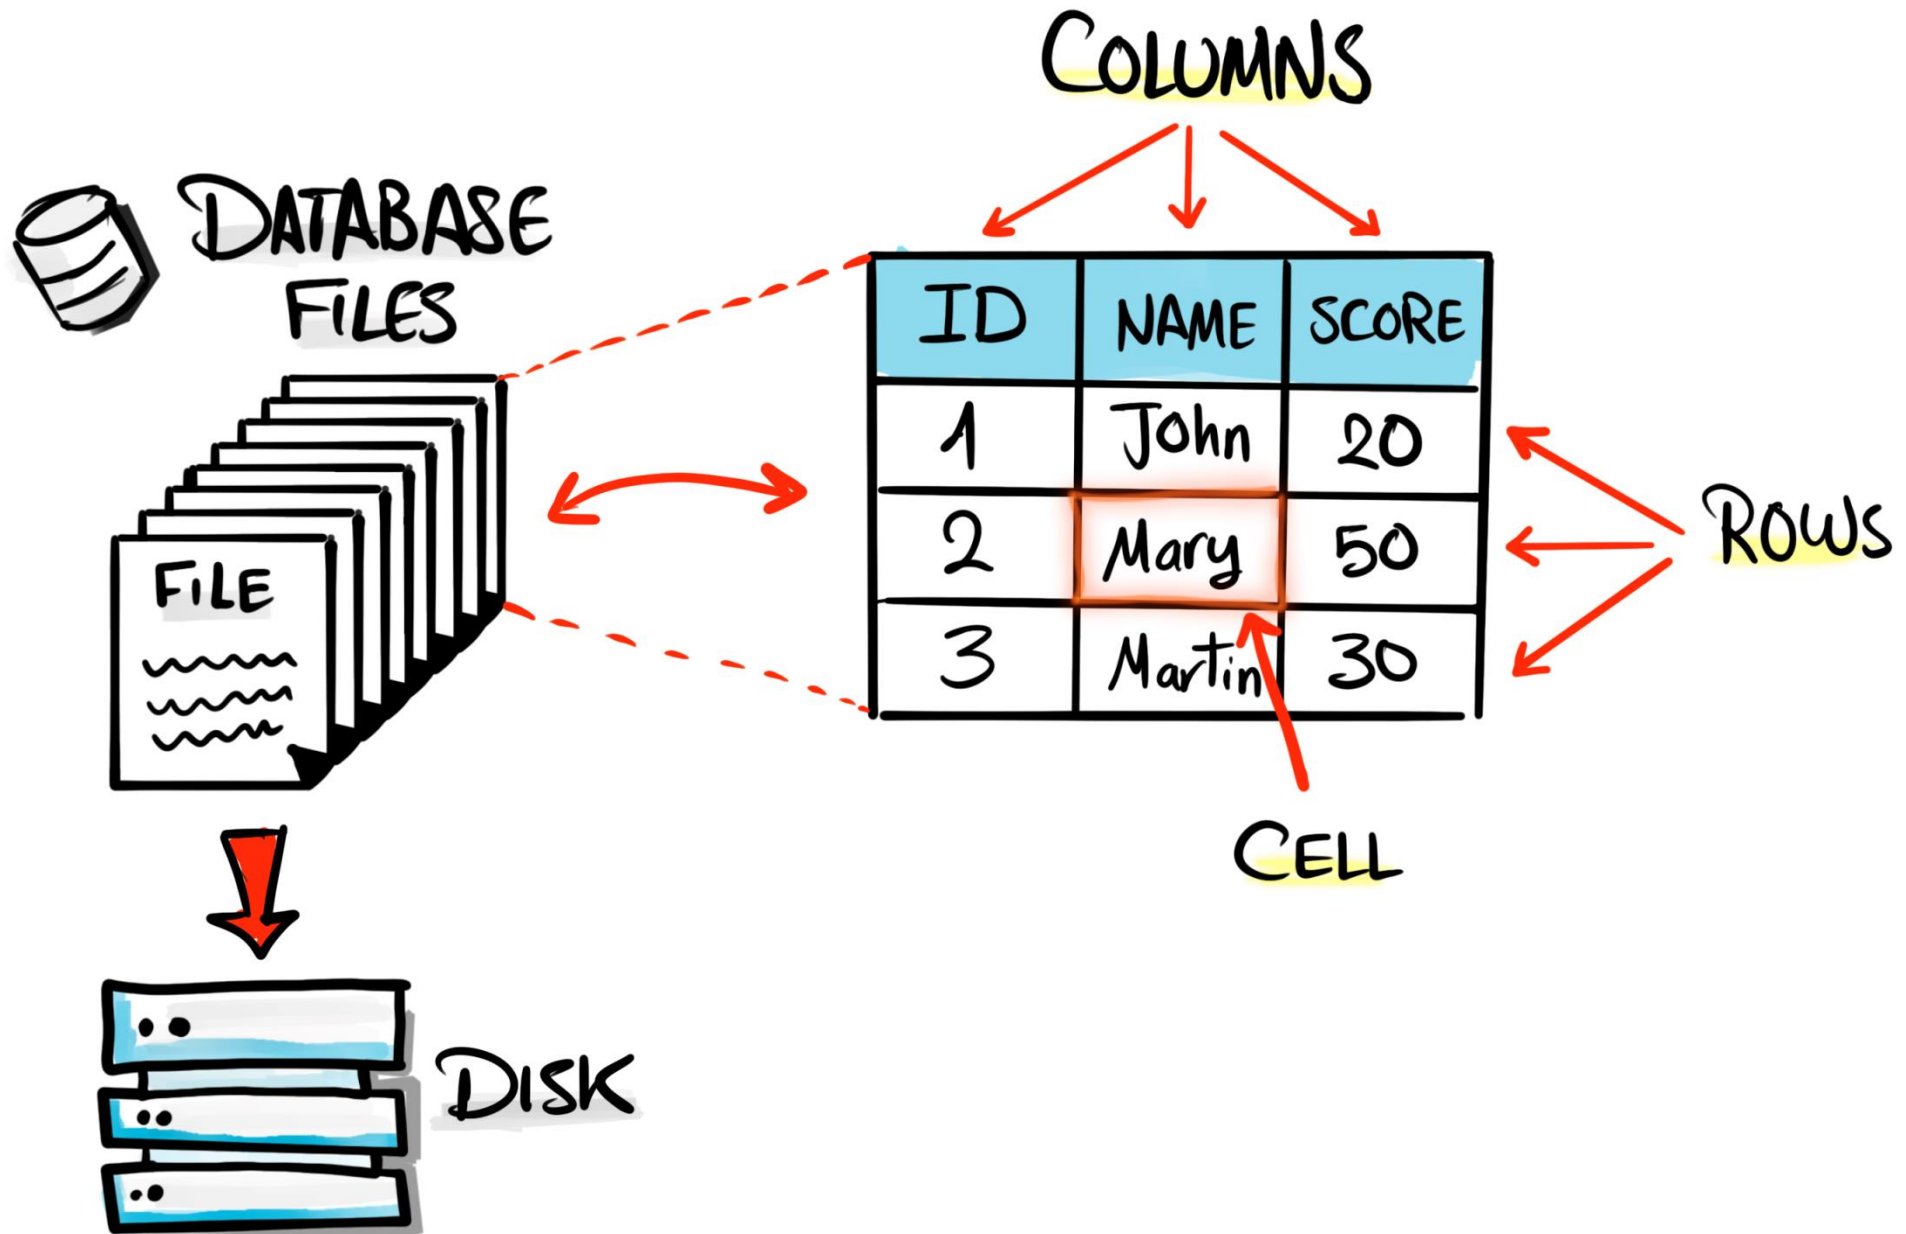 COLUMNS
DATABASE
FILES
ID NAME SCORE
1 John 20
2 Mary 50
3 Martin 30
ROWS
FILE
CELL
DISK